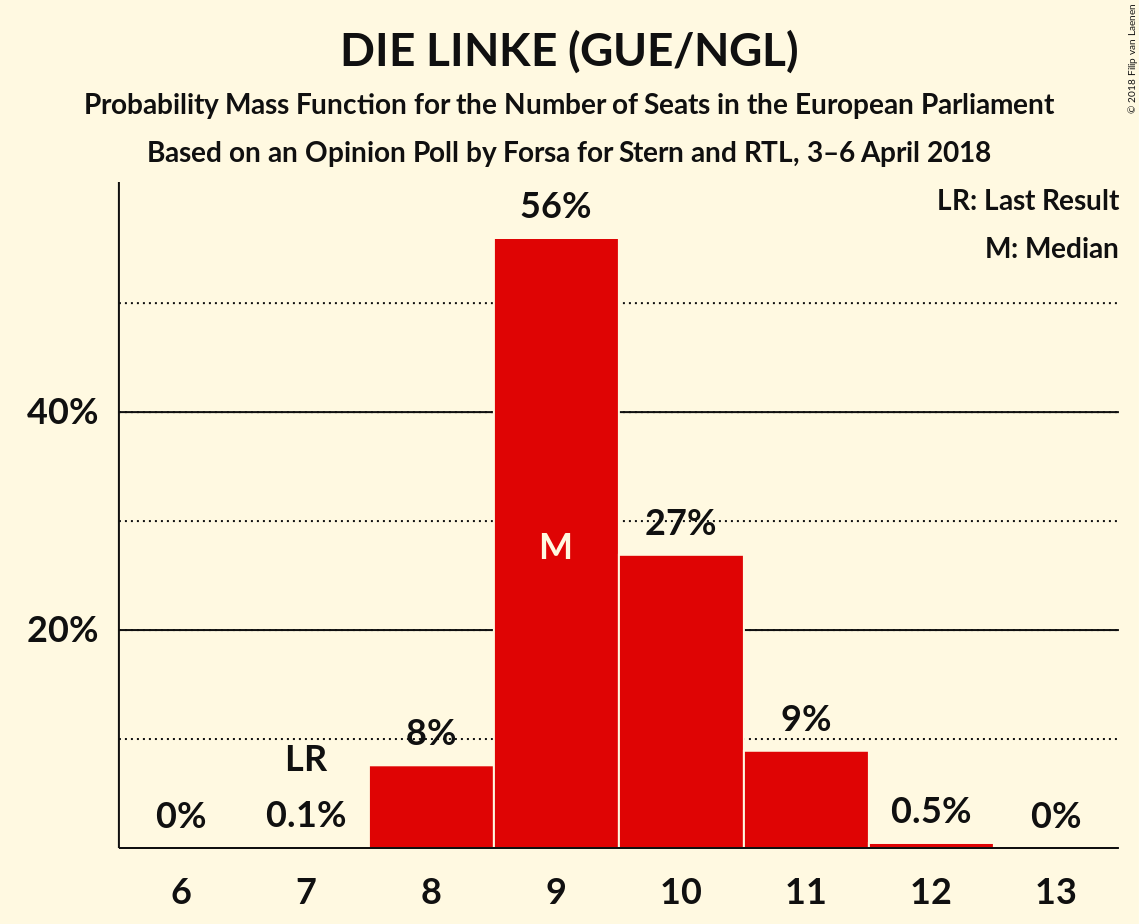 DIE LINKE (GUE/NGL)
Probability Mass Function for the Number of Seats in the European Parliament
Based on an Opinion Poll by Forsa for Stern and RTL, 3–6 April 2018
© 2018 Filip van Laenen
LR: Last Result
M: Median
56%
40%
27%
M
20%
9%
8%
LR
0%
0.1%
0.5%
0%
6 7 8 9 10 11 12 13